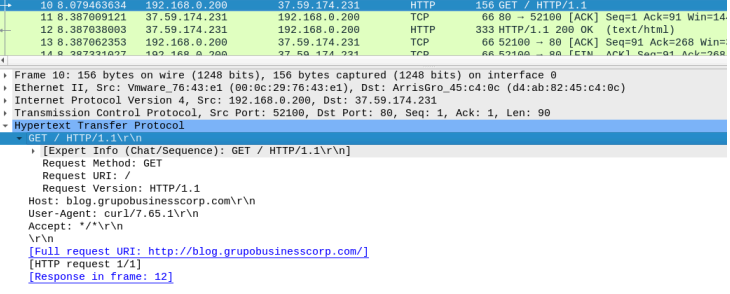 10 8.079463634 192.168.0.200 37.59.174.231 HTTP 156 GET / HTTP/1.1
11 8.387009121 37.59.174.231 192.168.0.200 TCP 66 80 → 52100 [ACK] Seq=1 Ack=91 Win=14
12 8.387038003 37.59.174.231 192.168.0.200 HTTP 333 HTTP/1.1 200 OK (text/html)
13 8.387062353 192.168.0.200 37.59.174.231 TCP 66 52100 → 80 [ACK] Seq=91 Ack=268 Win=
14 8.387331027 192.168.0.200 37.59.174.231 TCP 66 52100 → 80 [FIN, ACK] Seq=91 Ack=268
Frame 10: 156 bytes on wire (1248 bits), 156 bytes captured (1248 bits) on interface 0
Ethernet II, Src: Vmware_76:43:e1 (00:0c:29:76:43:e1), Dst: ArrisGro_45:c4:0c (d4:ab:82:45:c4:0c)
Internet Protocol Version 4, Src: 192.168.0.200, Dst: 37.59.174.231
Transmission Control Protocol, Src Port: 52100, Dst Port: 80, Seq: 1, Ack: 1, Len: 90
Hypertext Transfer Protocol
GET / HTTP/1.1\r\n
[Expert Info (Chat/Sequence): GET / HTTP/1.1\r\n]
Request Method: GET
Request URI: /
Request Version: HTTP/1.1
Host: blog.grupobusinesscorp.com\r\n
User-Agent: curl/7.65.1\r\n
Accept: */*\r\n
\r\n
[Full request URI: http://blog.grupobusinesscorp.com/]
[HTTP request 1/1]
[Response in frame: 12]